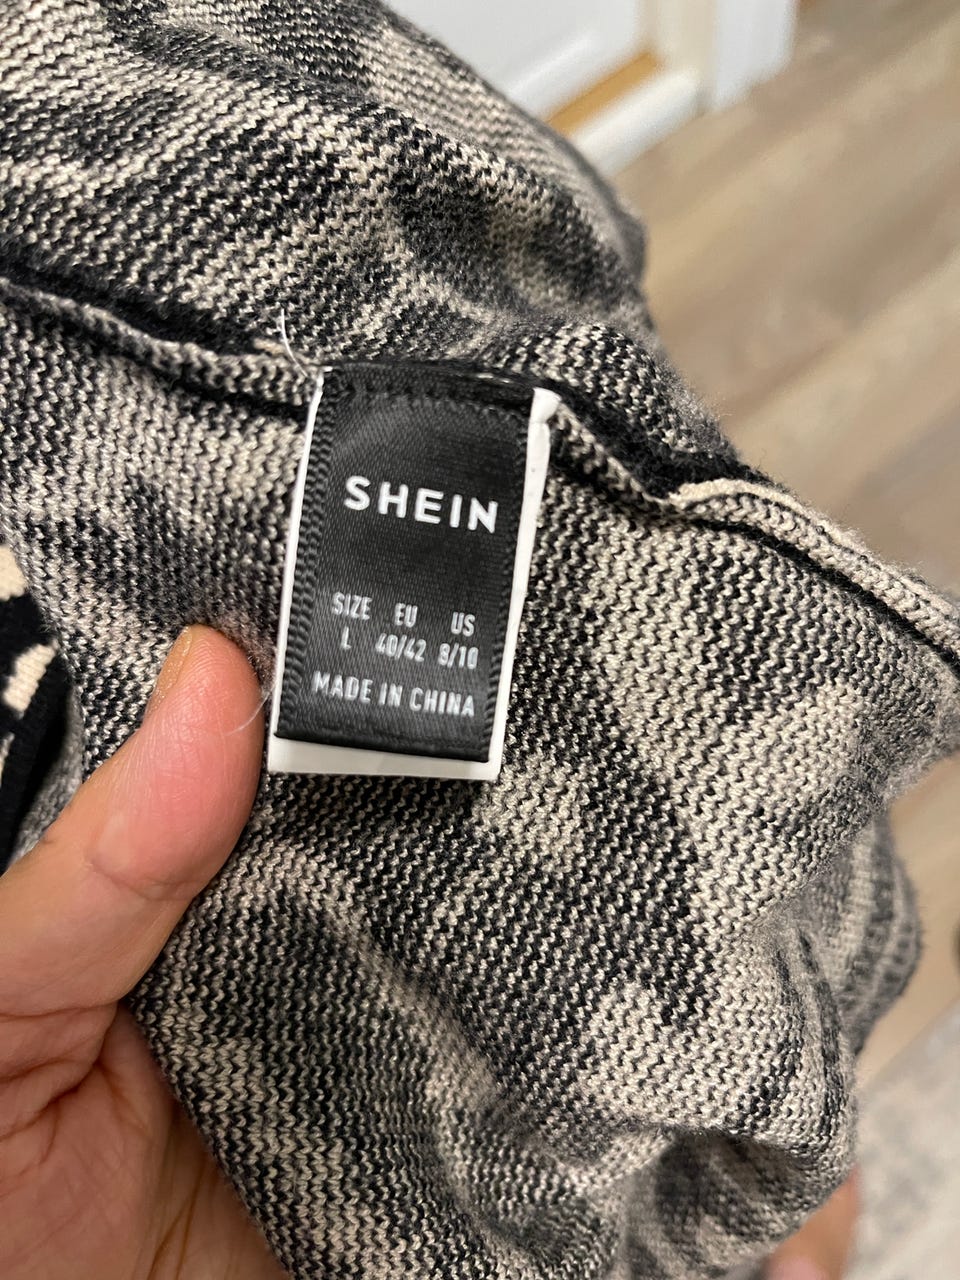 SHEIN
SIZE EU US
L 40/42 8/10
MADE IN CHINA